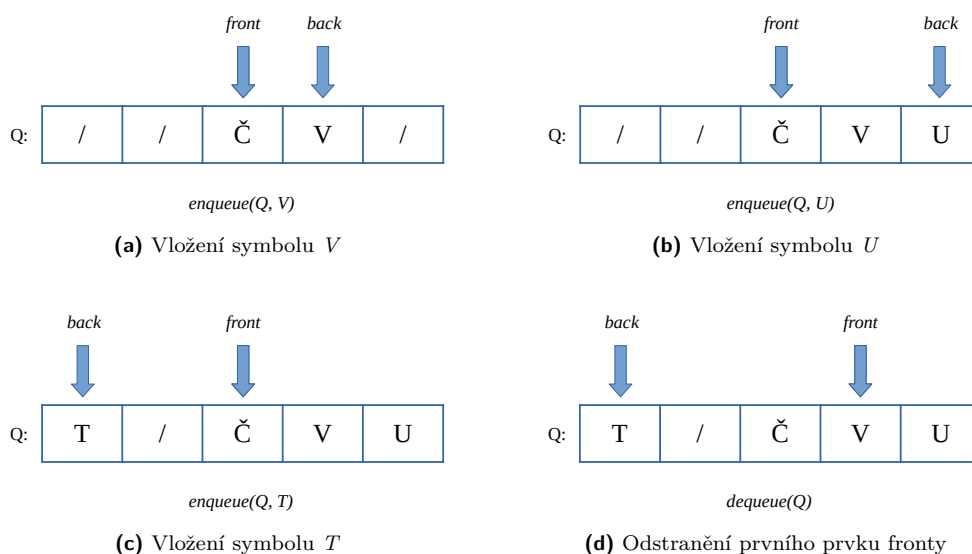 front back
Q: / / Č V /
enqueue(Q, V)
(a) Vložení symbolu V
front back
Q: / / Č V U
enqueue(Q, U)
(b) Vložení symbolu U
back front
Q: T / Č V U
enqueue(Q, T)
(c) Vložení symbolu T
back front
Q: T / Č V U
dequeue(Q)
(d) Odstranění prvního prvku fronty